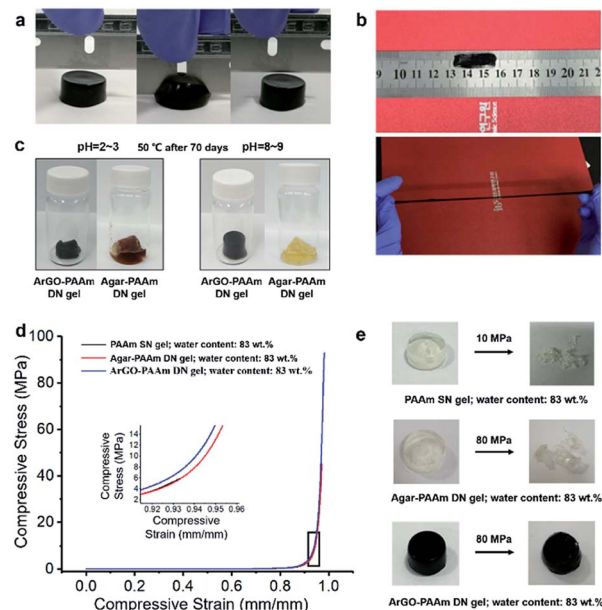 a
b
9 10 11 12 13 14 15 16 17 18 19 20 21 2
연구원
c
pH=2~3 50 ℃ after 70 days pH=8~9
ArGO-PAAm DN gel
Agar-PAAm DN gel
ArGO-PAAm DN gel
Agar-PAAm DN gel
d
Compressive Stress (MPa)
100
80
60
40
20
0
PAAm SN gel; water content: 83 wt.%
Agar-PAAm DN gel; water content: 83 wt.%
ArGO-PAAm DN gel; water content: 83 wt.%
Compressive
Stress (MPa)
14
12
10
8
6
4
0.92 0.93 0.94 0.95 0.96
Compressive
Strain (mm/mm)
0.0 0.2 0.4 0.6 0.8 1.0
Compressive Strain (mm/mm)
e
10 MPa
PAAm SN gel; water content: 83 wt.%
80 MPa
Agar-PAAm DN gel; water content: 83 wt.%
80 MPa
ArGO-PAAm DN gel; water content: 83 wt.%